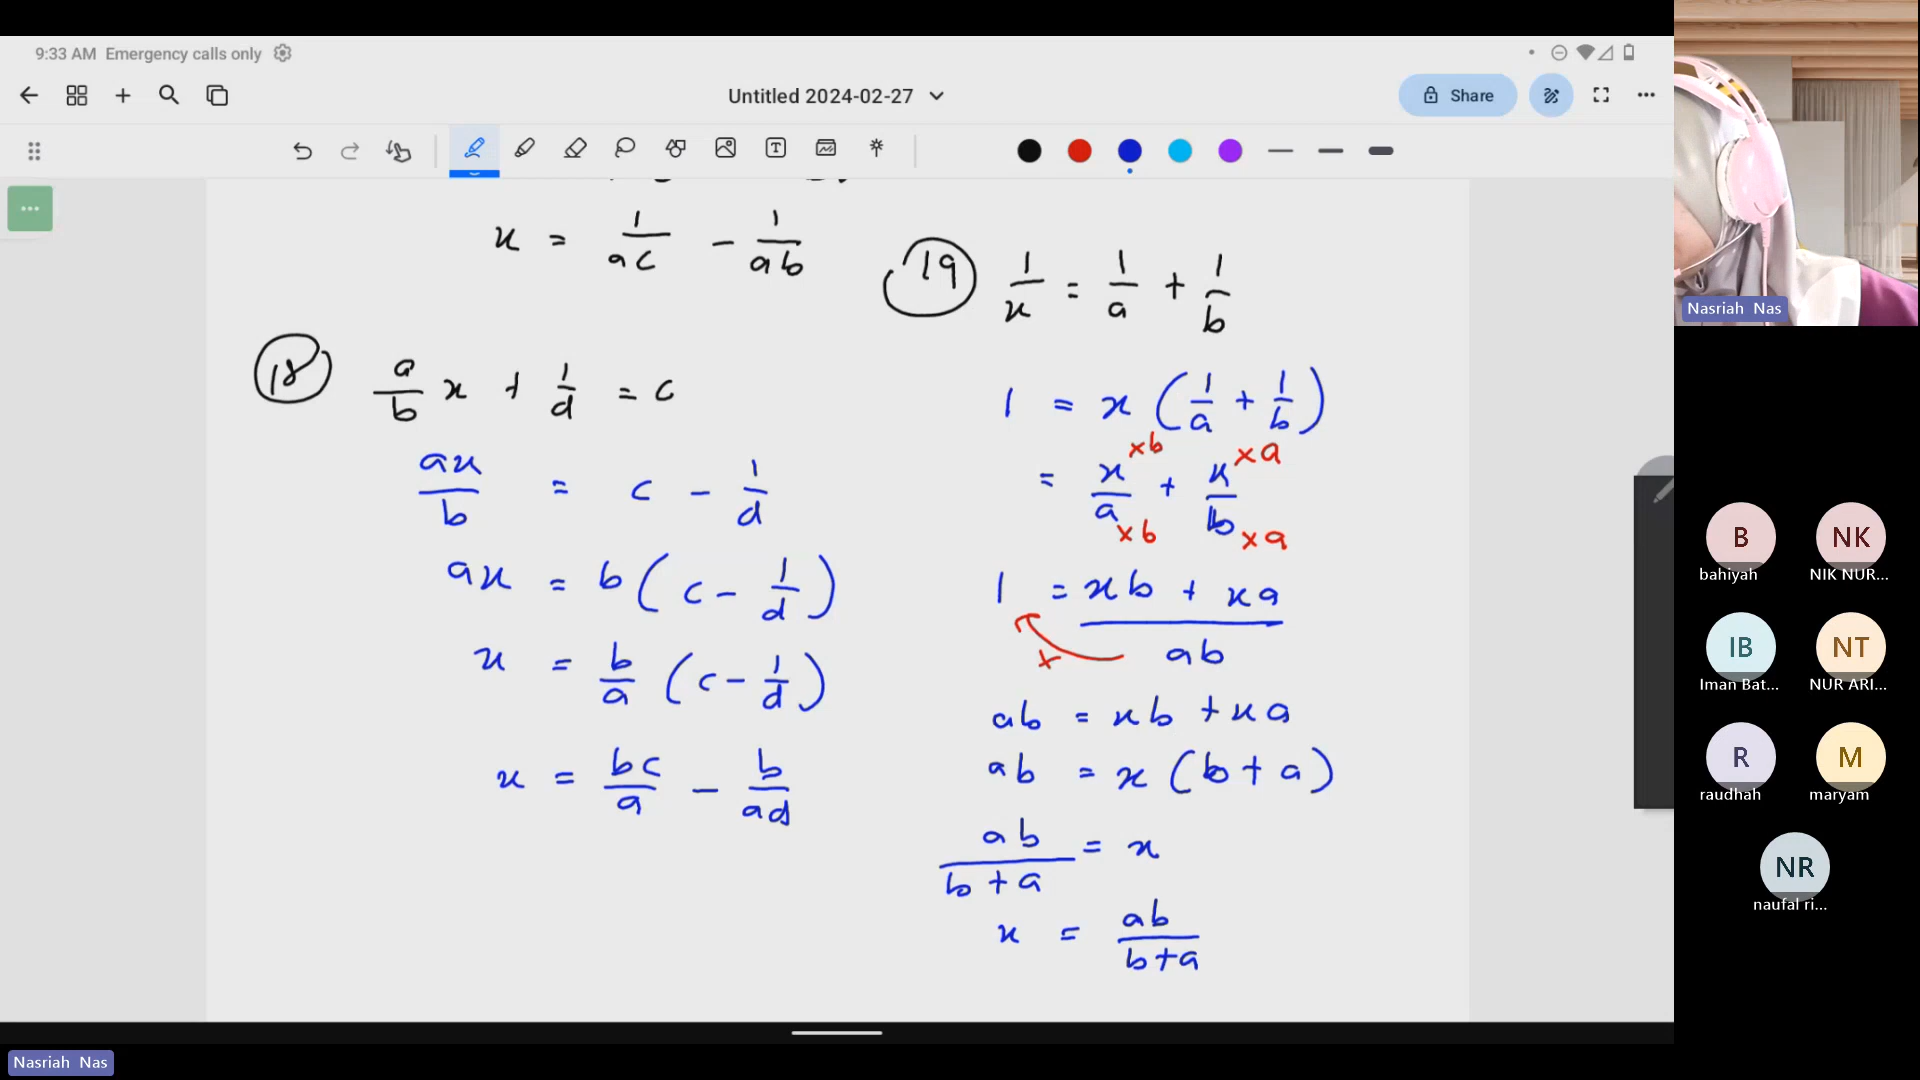 9:33 AM Emergency calls only
Untitled 2024-02-27
Share
x = 1/ac - 1/ab
18 a/b x + 1/d = c
ax/b = c - 1/d
ax = b ( c - 1/d )
x = b/a ( c - 1/d )
x = bc/a - b/ad
19 1/x = 1/a + 1/b
1 = x ( 1/a + 1/b )
×b ×a
= x/a + x/b
×b ×a
1 = xb + xa / ab
×
ab = xb + xa
ab = x ( b + a )
ab / b + a = x
x = ab / b+a
Nasriah Nas
B
bahiyah
NK
NIK NUR...
IB
Iman Bat...
NT
NUR ARI...
R
raudhah
M
maryam
NR
naufal ri...
Nasriah Nas